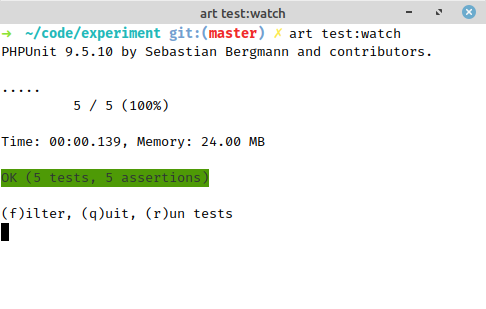 art test:watch
➜ ~/code/experiment git:(master) ✗ art test:watch
PHPUnit 9.5.10 by Sebastian Bergmann and contributors.
.....
5 / 5 (100%)
Time: 00:00.139, Memory: 24.00 MB
OK (5 tests, 5 assertions)
(f)ilter, (q)uit, (r)un tests